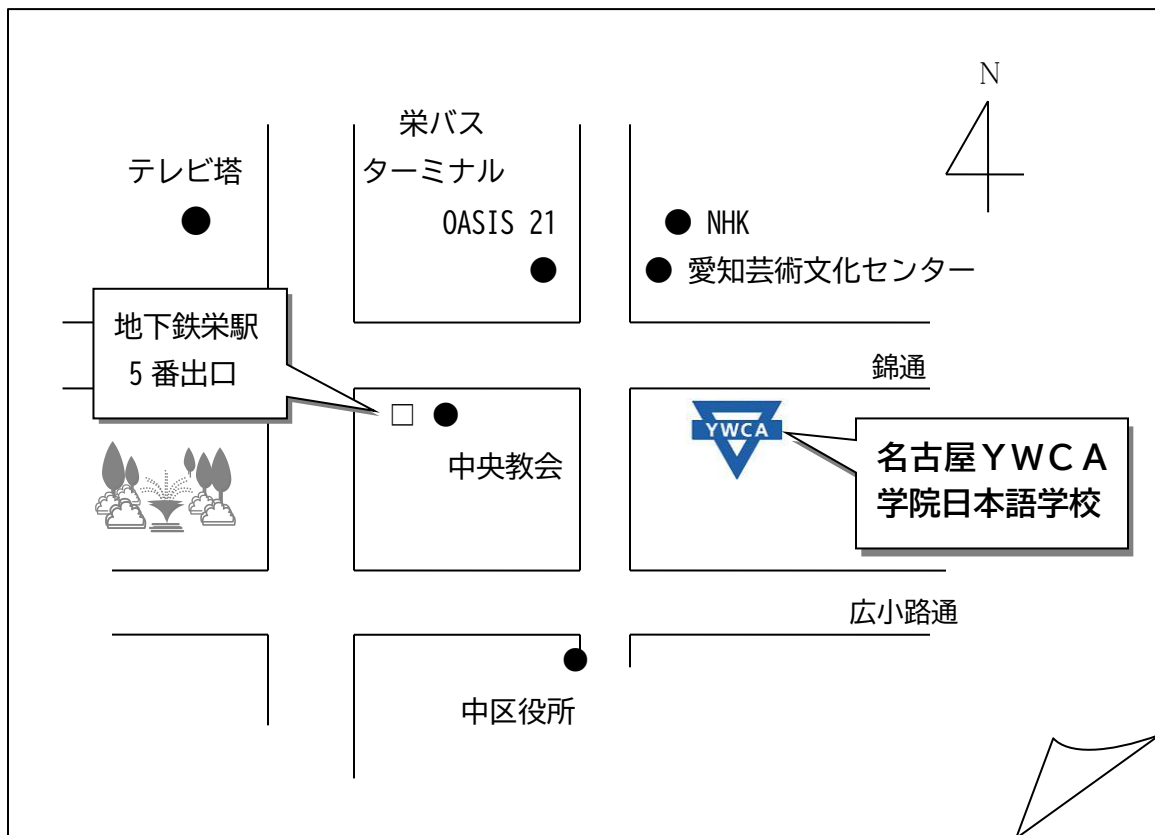 N
栄バス
ターミナル
テレビ塔
OASIS 21
NHK
愛知芸術文化センター
地下鉄栄駅
5番出口
錦通
中央教会
YWCA
名古屋YWCA
学院日本語学校
広小路通
中区役所